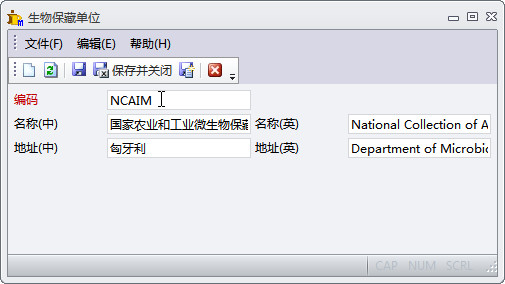 生物保藏单位
文件(F) 编辑(E) 帮助(H)
保存并关闭
编码 NCAIM
名称(中) 国家农业和工业微生物保藏 名称(英) National Collection of A
地址(中) 匈牙利 地址(英) Department of Microbio
CAP NUM SCRL